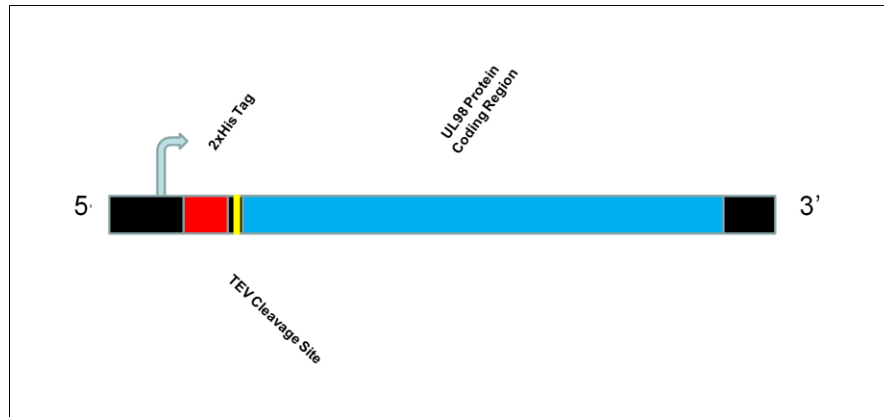 2xHis Tag
UL98 Protein
Coding Region
5'
3'
TEV Cleavage Site